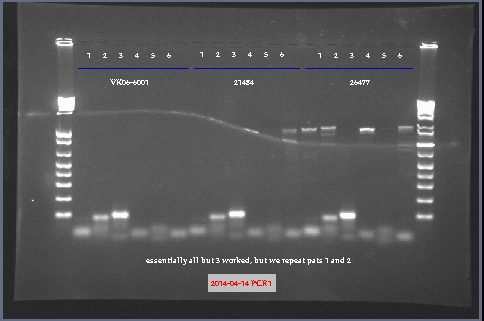 1 2 3 4 5 6 1 2 3 4 5 6 1 2 3 4 5 6
VK06-6001 21484 26477
essentially all but 3 worked, but we repeat pats 1 and 2
2014-04-14 PCR1